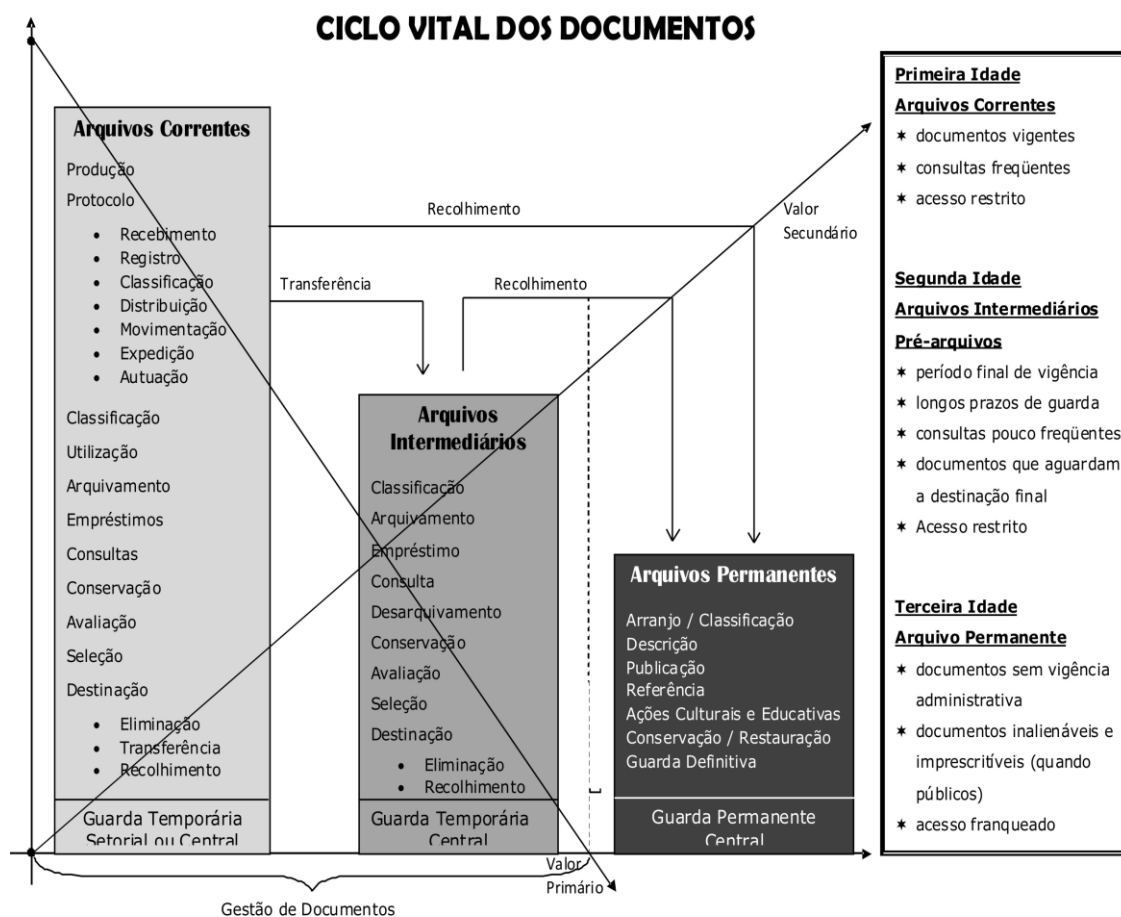 CICLO VITAL DOS DOCUMENTOS
Arquivos Correntes
Produção
Protocolo
• Recebimento
• Registro
• Classificação
• Distribuição
• Movimentação
• Expedição
• Autuação
Classificação
Utilização
Arquivamento
Empréstimos
Consultas
Conservação
Avaliação
Seleção
Destinação
• Eliminação
• Transferência
• Recolhimento
Guarda Temporária
Setorial ou Central
Recolhimento
Transferência
Recolhimento
Valor
Secundário
Arquivos
Intermediários
Classificação
Arquivamento
Empréstimo
Consulta
Desarquivamento
Conservação
Avaliação
Seleção
Destinação
• Eliminação
• Recolhimento
Guarda Temporária
Central
Arquivos Permanentes
Arranjo / Classificação
Descrição
Publicação
Referência
Ações Culturais e Educativas
Conservação / Restauração
Guarda Definitiva
Guarda Permanente
Central
Valor
Primário
Gestão de Documentos
Primeira Idade
Arquivos Correntes
✶ documentos vigentes
✶ consultas freqüentes
✶ acesso restrito
Segunda Idade
Arquivos Intermediários
Pré-arquivos
✶ período final de vigência
✶ longos prazos de guarda
✶ consultas pouco freqüentes
✶ documentos que aguardam
a destinação final
✶ Acesso restrito
Terceira Idade
Arquivo Permanente
✶ documentos sem vigência
administrativa
✶ documentos inalienáveis e
imprescritíveis (quando
públicos)
✶ acesso franqueado